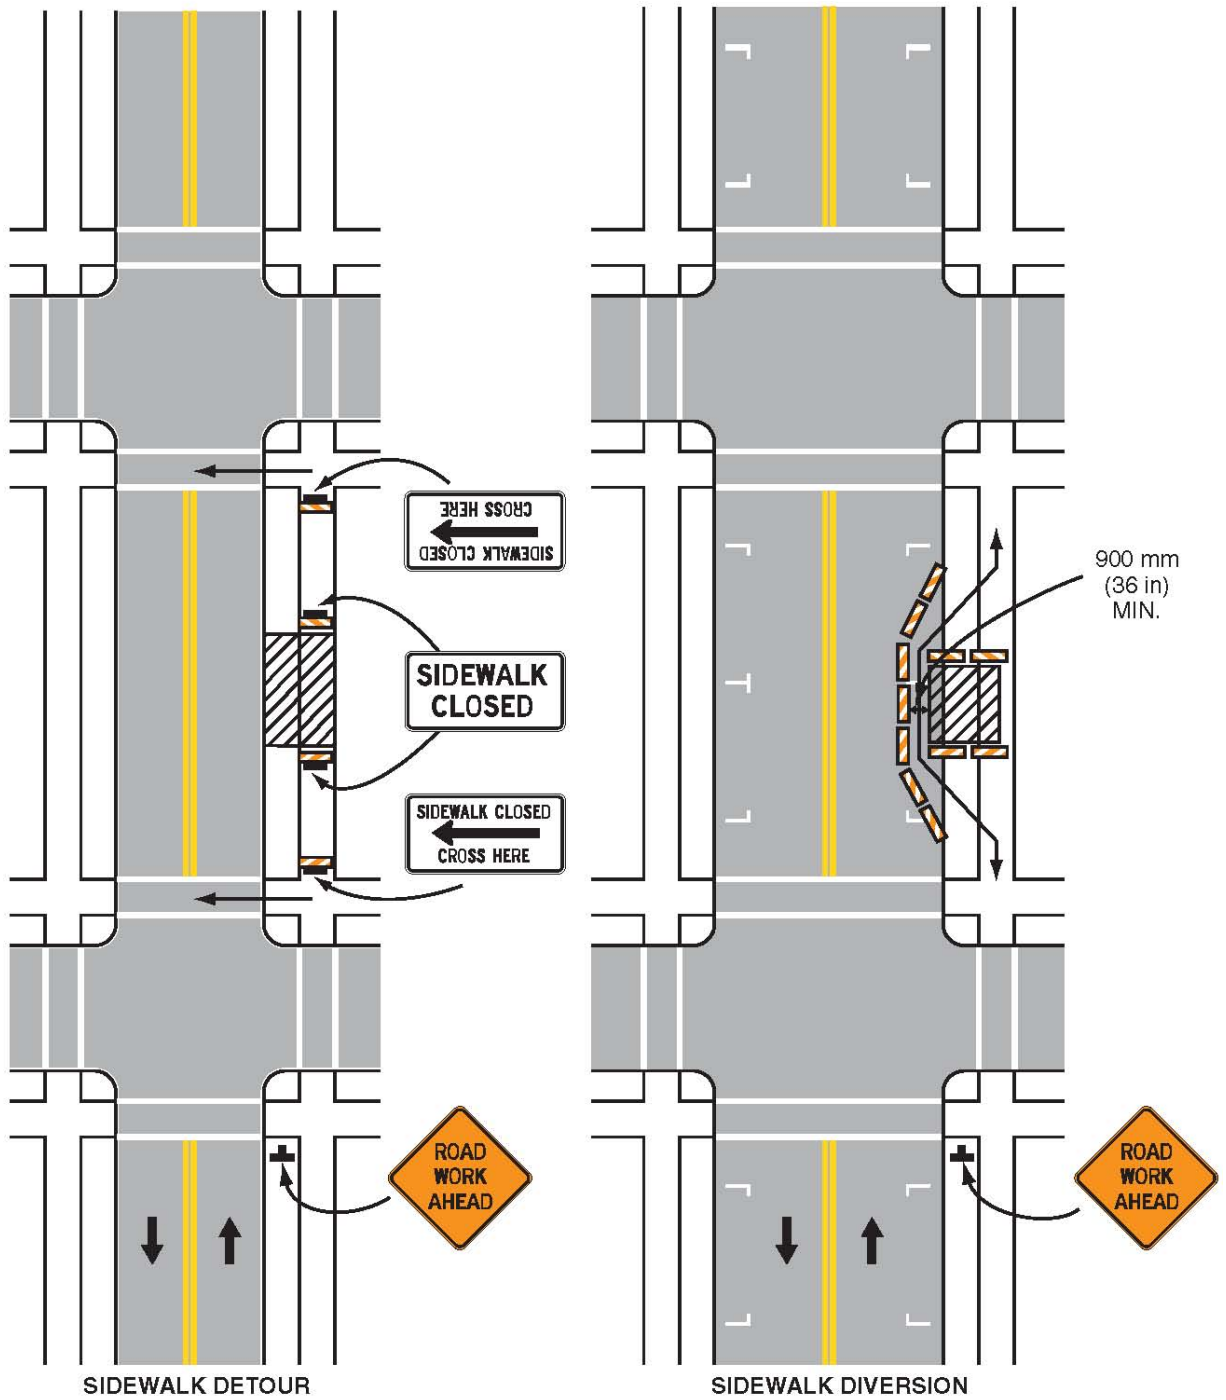 SIDEWALK CLOSED
CROSS HERE
SIDEWALK
CLOSED
SIDEWALK CLOSED
CROSS HERE
ROAD
WORK
AHEAD
SIDEWALK DETOUR
900 mm
(36 in)
MIN.
ROAD
WORK
AHEAD
SIDEWALK DIVERSION